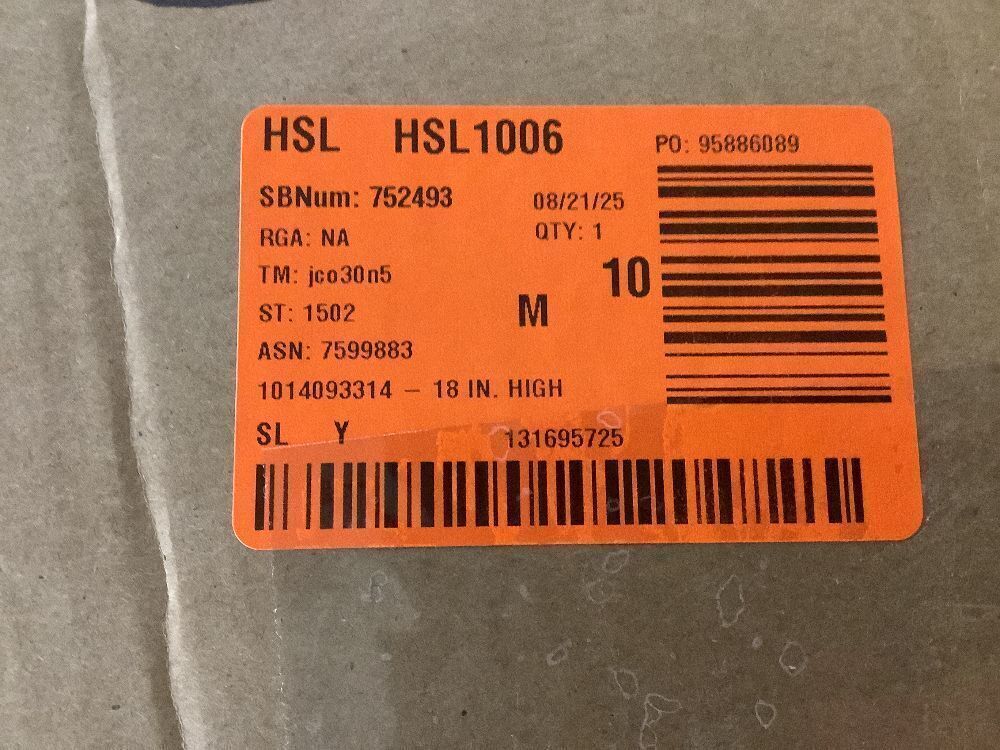 HSL HSL1006
PO: 95886089
SBNum: 752493
08/21/25
RGA: NA
QTY: 1
TM: jco30n5
10
ST: 1502
M
ASN: 7599883
1014093314 – 18 IN. HIGH
SL Y
131695725